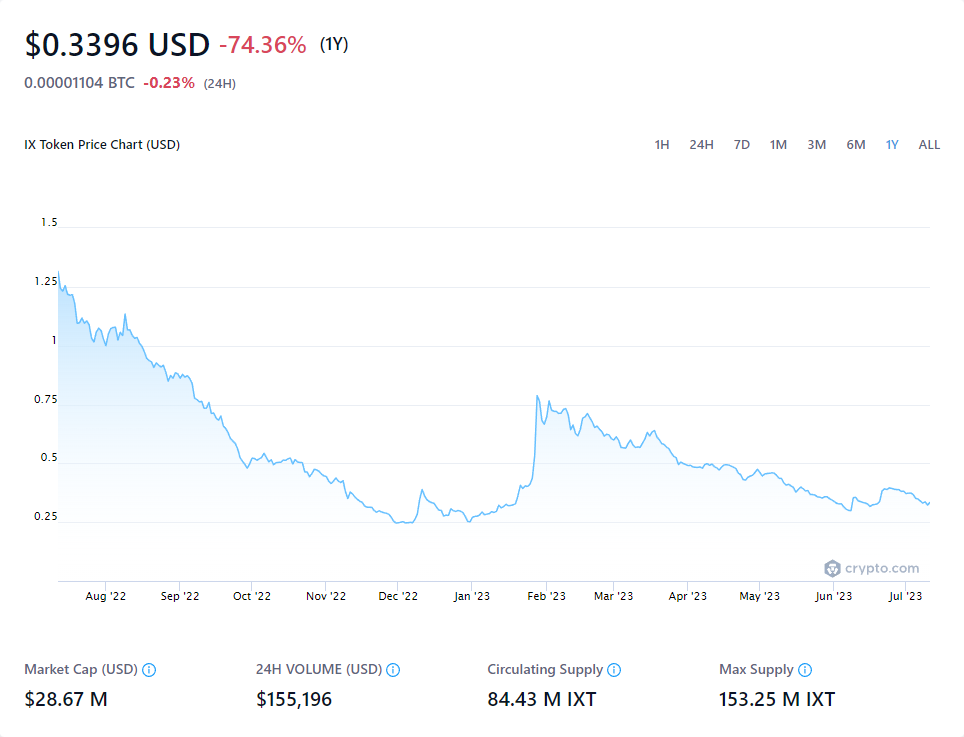 $0.3396 USD -74.36% (1Y)
0.00001104 BTC -0.23% (24H)
IX Token Price Chart (USD) 1H 24H 7D 1M 3M 6M 1Y ALL
1.5
1.25
1
0.75
0.5
0.25
crypto.com
Aug '22 Sep '22 Oct '22 Nov '22 Dec '22 Jan '23 Feb '23 Mar '23 Apr '23 May '23 Jun '23 Jul '23
Market Cap (USD) 24H VOLUME (USD) Circulating Supply Max Supply
$28.67 M $155,196 84.43 M IXT 153.25 M IXT